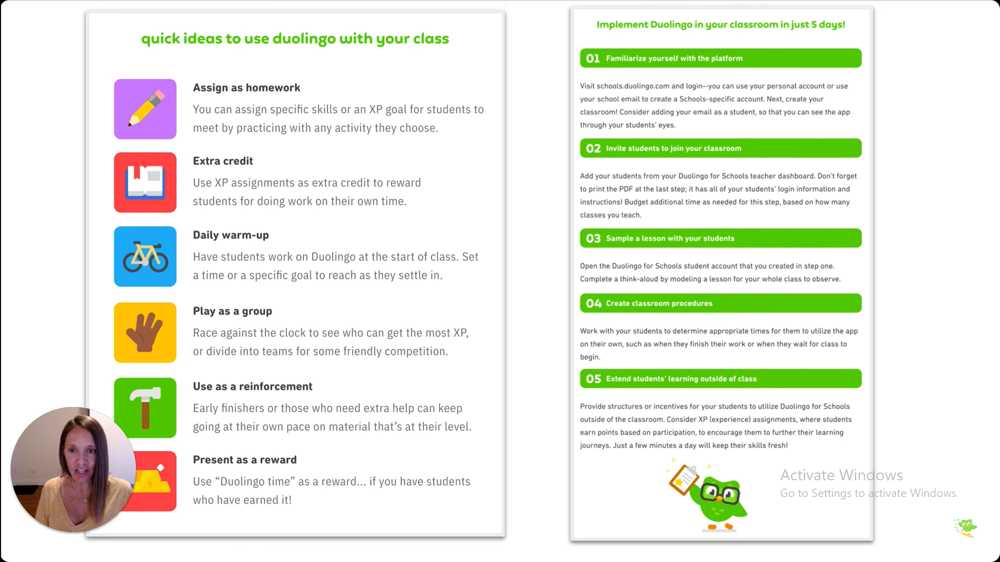 quick ideas to use duolingo with your class
Assign as homework
You can assign specific skills or an XP goal for students to
meet by practicing with any activity they choose.
Extra credit
Use XP assignments as extra credit to reward
students for doing work on their own time.
Daily warm-up
Have students work on Duolingo at the start of class. Set
a time or a specific goal to reach as they settle in.
Play as a group
Race against the clock to see who can get the most XP,
or divide into teams for some friendly competition.
Use as a reinforcement
Early finishers or those who need extra help can keep
going at their own pace on material that’s at their level.
Present as a reward
Use “Duolingo time” as a reward... if you have students
who have earned it!
Implement Duolingo in your classroom in just 5 days!
01 Familiarize yourself with the platform
Visit schools.duolingo.com and login--you can use your personal account or use
your school email to create a Schools-specific account. Next, create your
classroom! Consider adding your email as a student, so that you can see the app
through your students’ eyes.
02 Invite students to join your classroom
Add your students from your Duolingo for Schools teacher dashboard. Don’t forget
to print the PDF at the last step; it has all of your students’ login information and
instructions! Budget additional time as needed for this step, based on how many
classes you teach.
03 Sample a lesson with your students
Open the Duolingo for Schools student account that you created in step one.
Complete a think-aloud by modeling a lesson for your whole class to observe.
04 Create classroom procedures
Work with your students to determine appropriate times for them to utilize the app
on their own, such as when they finish their work or when they wait for class to
begin.
05 Extend students’ learning outside of class
Provide structures or incentives for your students to utilize Duolingo for Schools
outside of the classroom. Consider XP (experience) assignments, where students
earn points based on participation, to encourage them to further their learning
journeys. Just a few minutes a day will keep their skills fresh!
Activate Windows
Go to Settings to activate Windows.